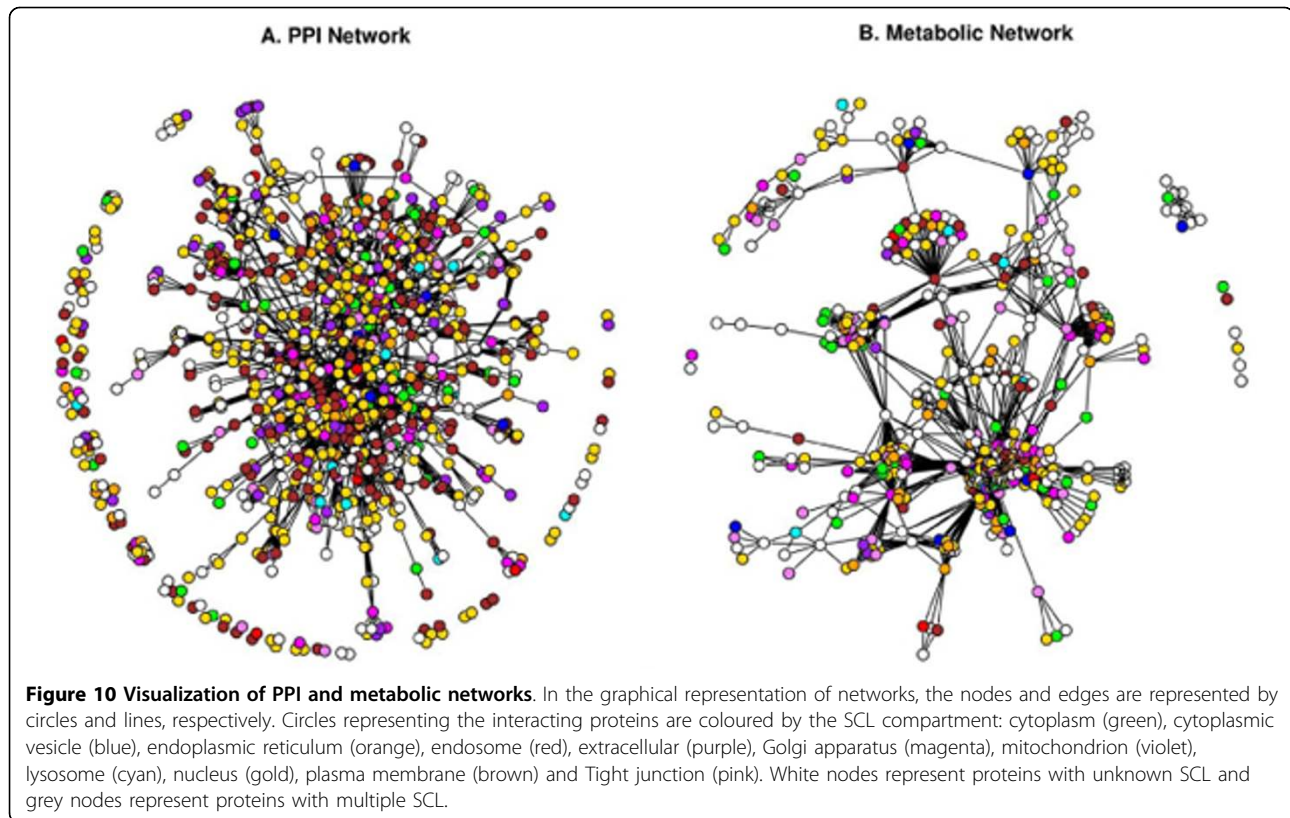 A. PPI Network
B. Metabolic Network
Figure 10 Visualization of PPI and metabolic networks. In the graphical representation of networks, the nodes and edges are represented by
circles and lines, respectively. Circles representing the interacting proteins are coloured by the SCL compartment: cytoplasm (green), cytoplasmic
vesicle (blue), endoplasmic reticulum (orange), endosome (red), extracellular (purple), Golgi apparatus (magenta), mitochondrion (violet),
lysosome (cyan), nucleus (gold), plasma membrane (brown) and Tight junction (pink). White nodes represent proteins with unknown SCL and
grey nodes represent proteins with multiple SCL.